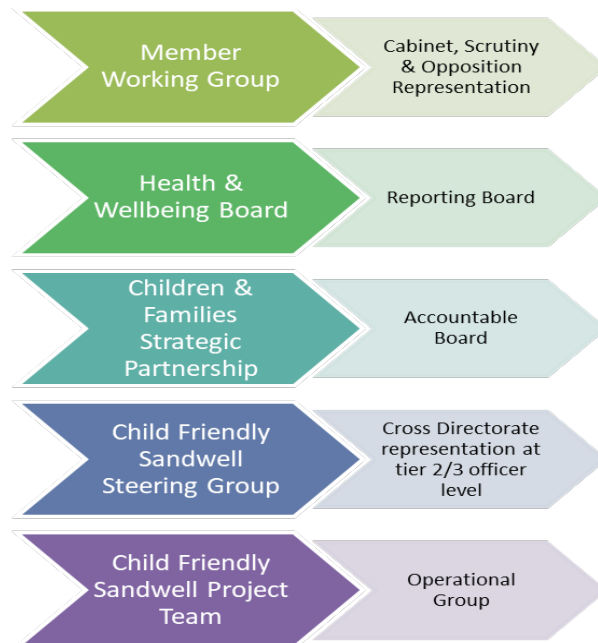 Member
Working Group
Cabinet, Scrutiny
& Opposition
Representation
Health &
Wellbeing Board
Reporting Board
Children &
Families
Strategic
Partnership
Accountable
Board
Child Friendly
Sandwell
Steering Group
Cross Directorate
representation at
tier 2/3 officer
level
Child Friendly
Sandwell Project
Team
Operational
Group